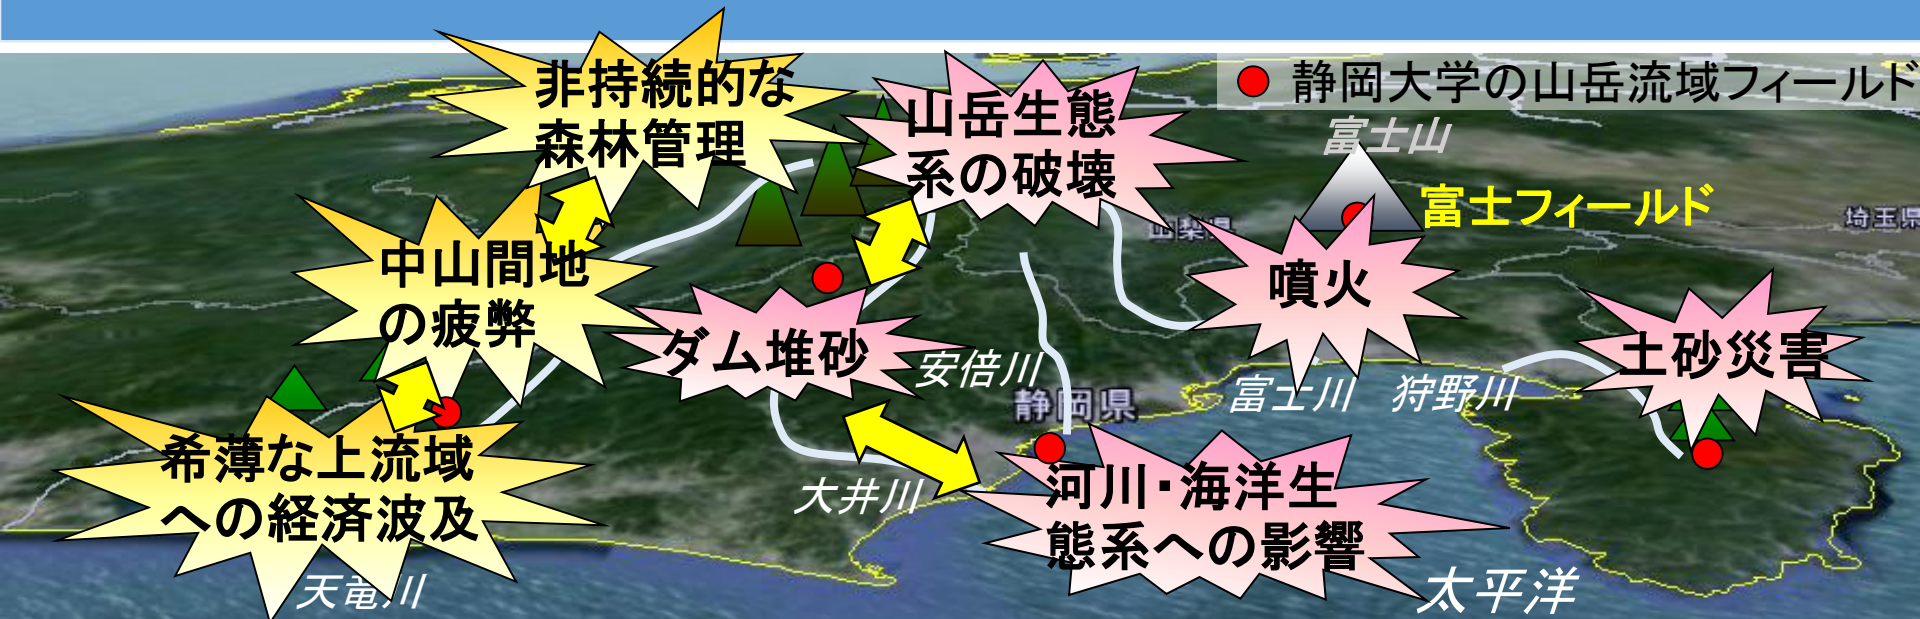 非持続的な
森林管理
山岳生態
系の破壊
静岡大学の山岳流域フィールド
富士山
富士フィールド
山梨県
埼玉県
中山間地
の疲弊
噴火
ダム堆砂
土砂災害
安倍川
静岡県
富士川
狩野川
希薄な上流域
への経済波及
大井川
河川・海洋生
態系への影響
天竜川
太平洋